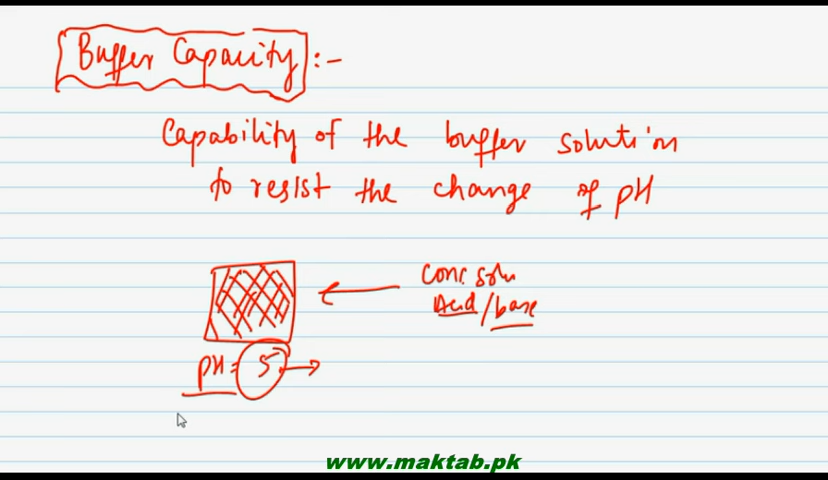 Buffer Capacity :-
Capability of the buffer solution
to resist the change of pH
Conc. soln
Acid/base
pH = 5
www.maktab.pk